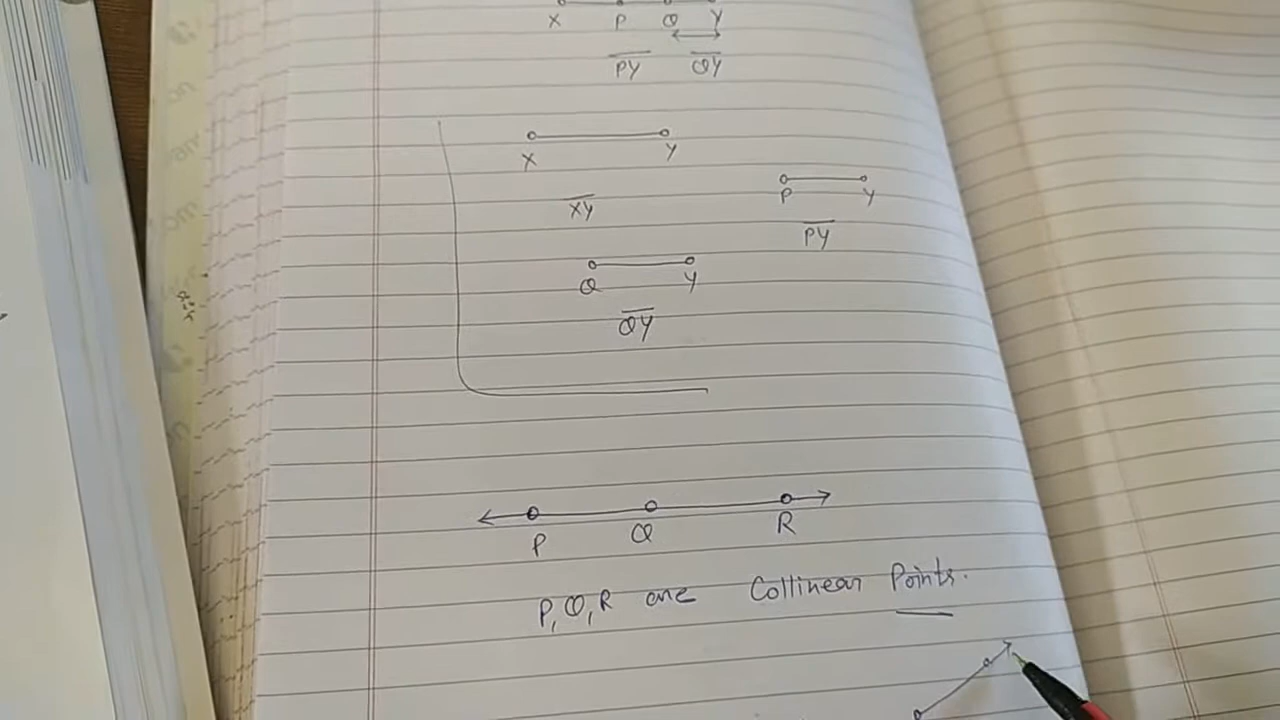 X P Q Y
PY QY
X Y
P Y
XY
PY
Q Y
QY
P Q R
P, Q, R are Collinear Points.